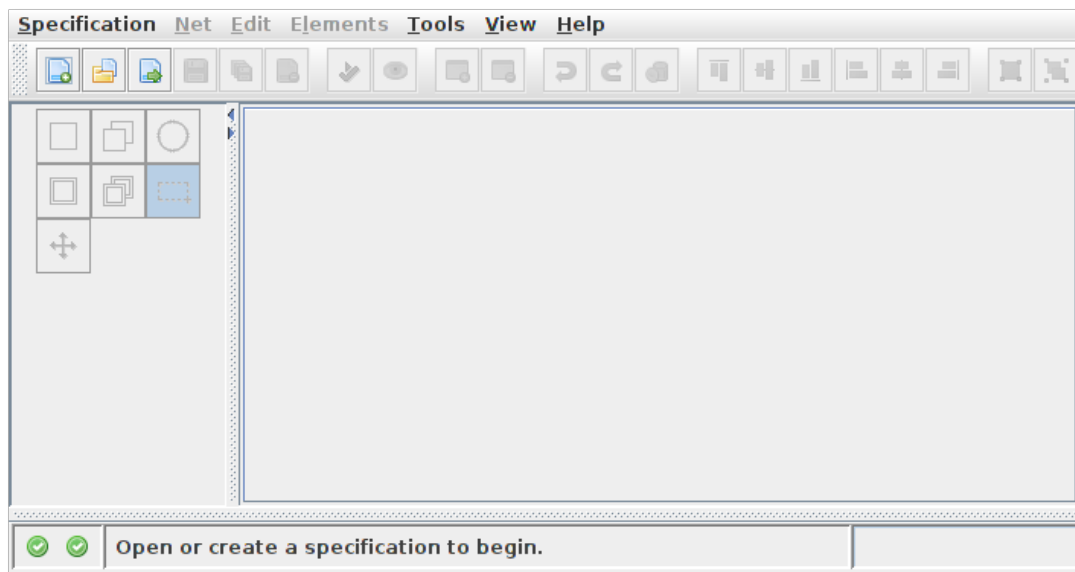 Specification Net Edit Elements Tools View Help
Open or create a specification to begin.